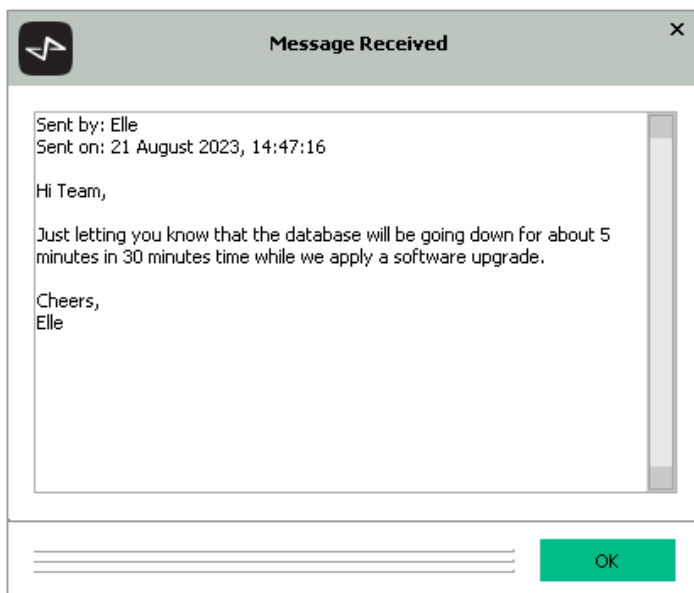 Message Received
Sent by: Elle
Sent on: 21 August 2023, 14:47:16
Hi Team,
Just letting you know that the database will be going down for about 5
minutes in 30 minutes time while we apply a software upgrade.
Cheers,
Elle
OK